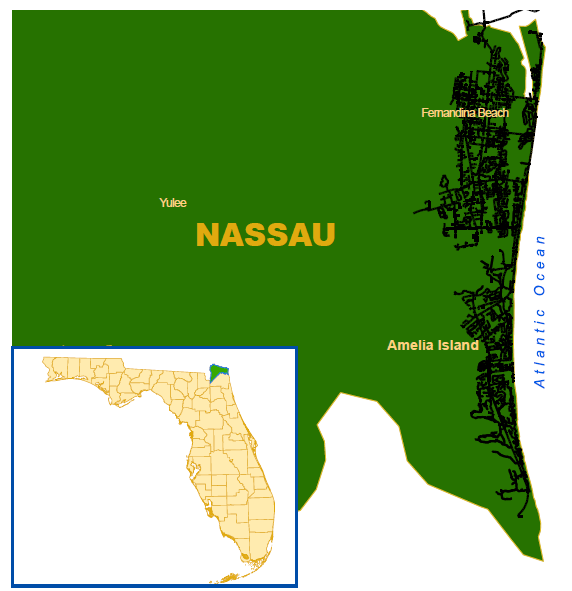 Fernandina Beach
Yulee
NASSAU
Atlantic Ocean
Amelia Island